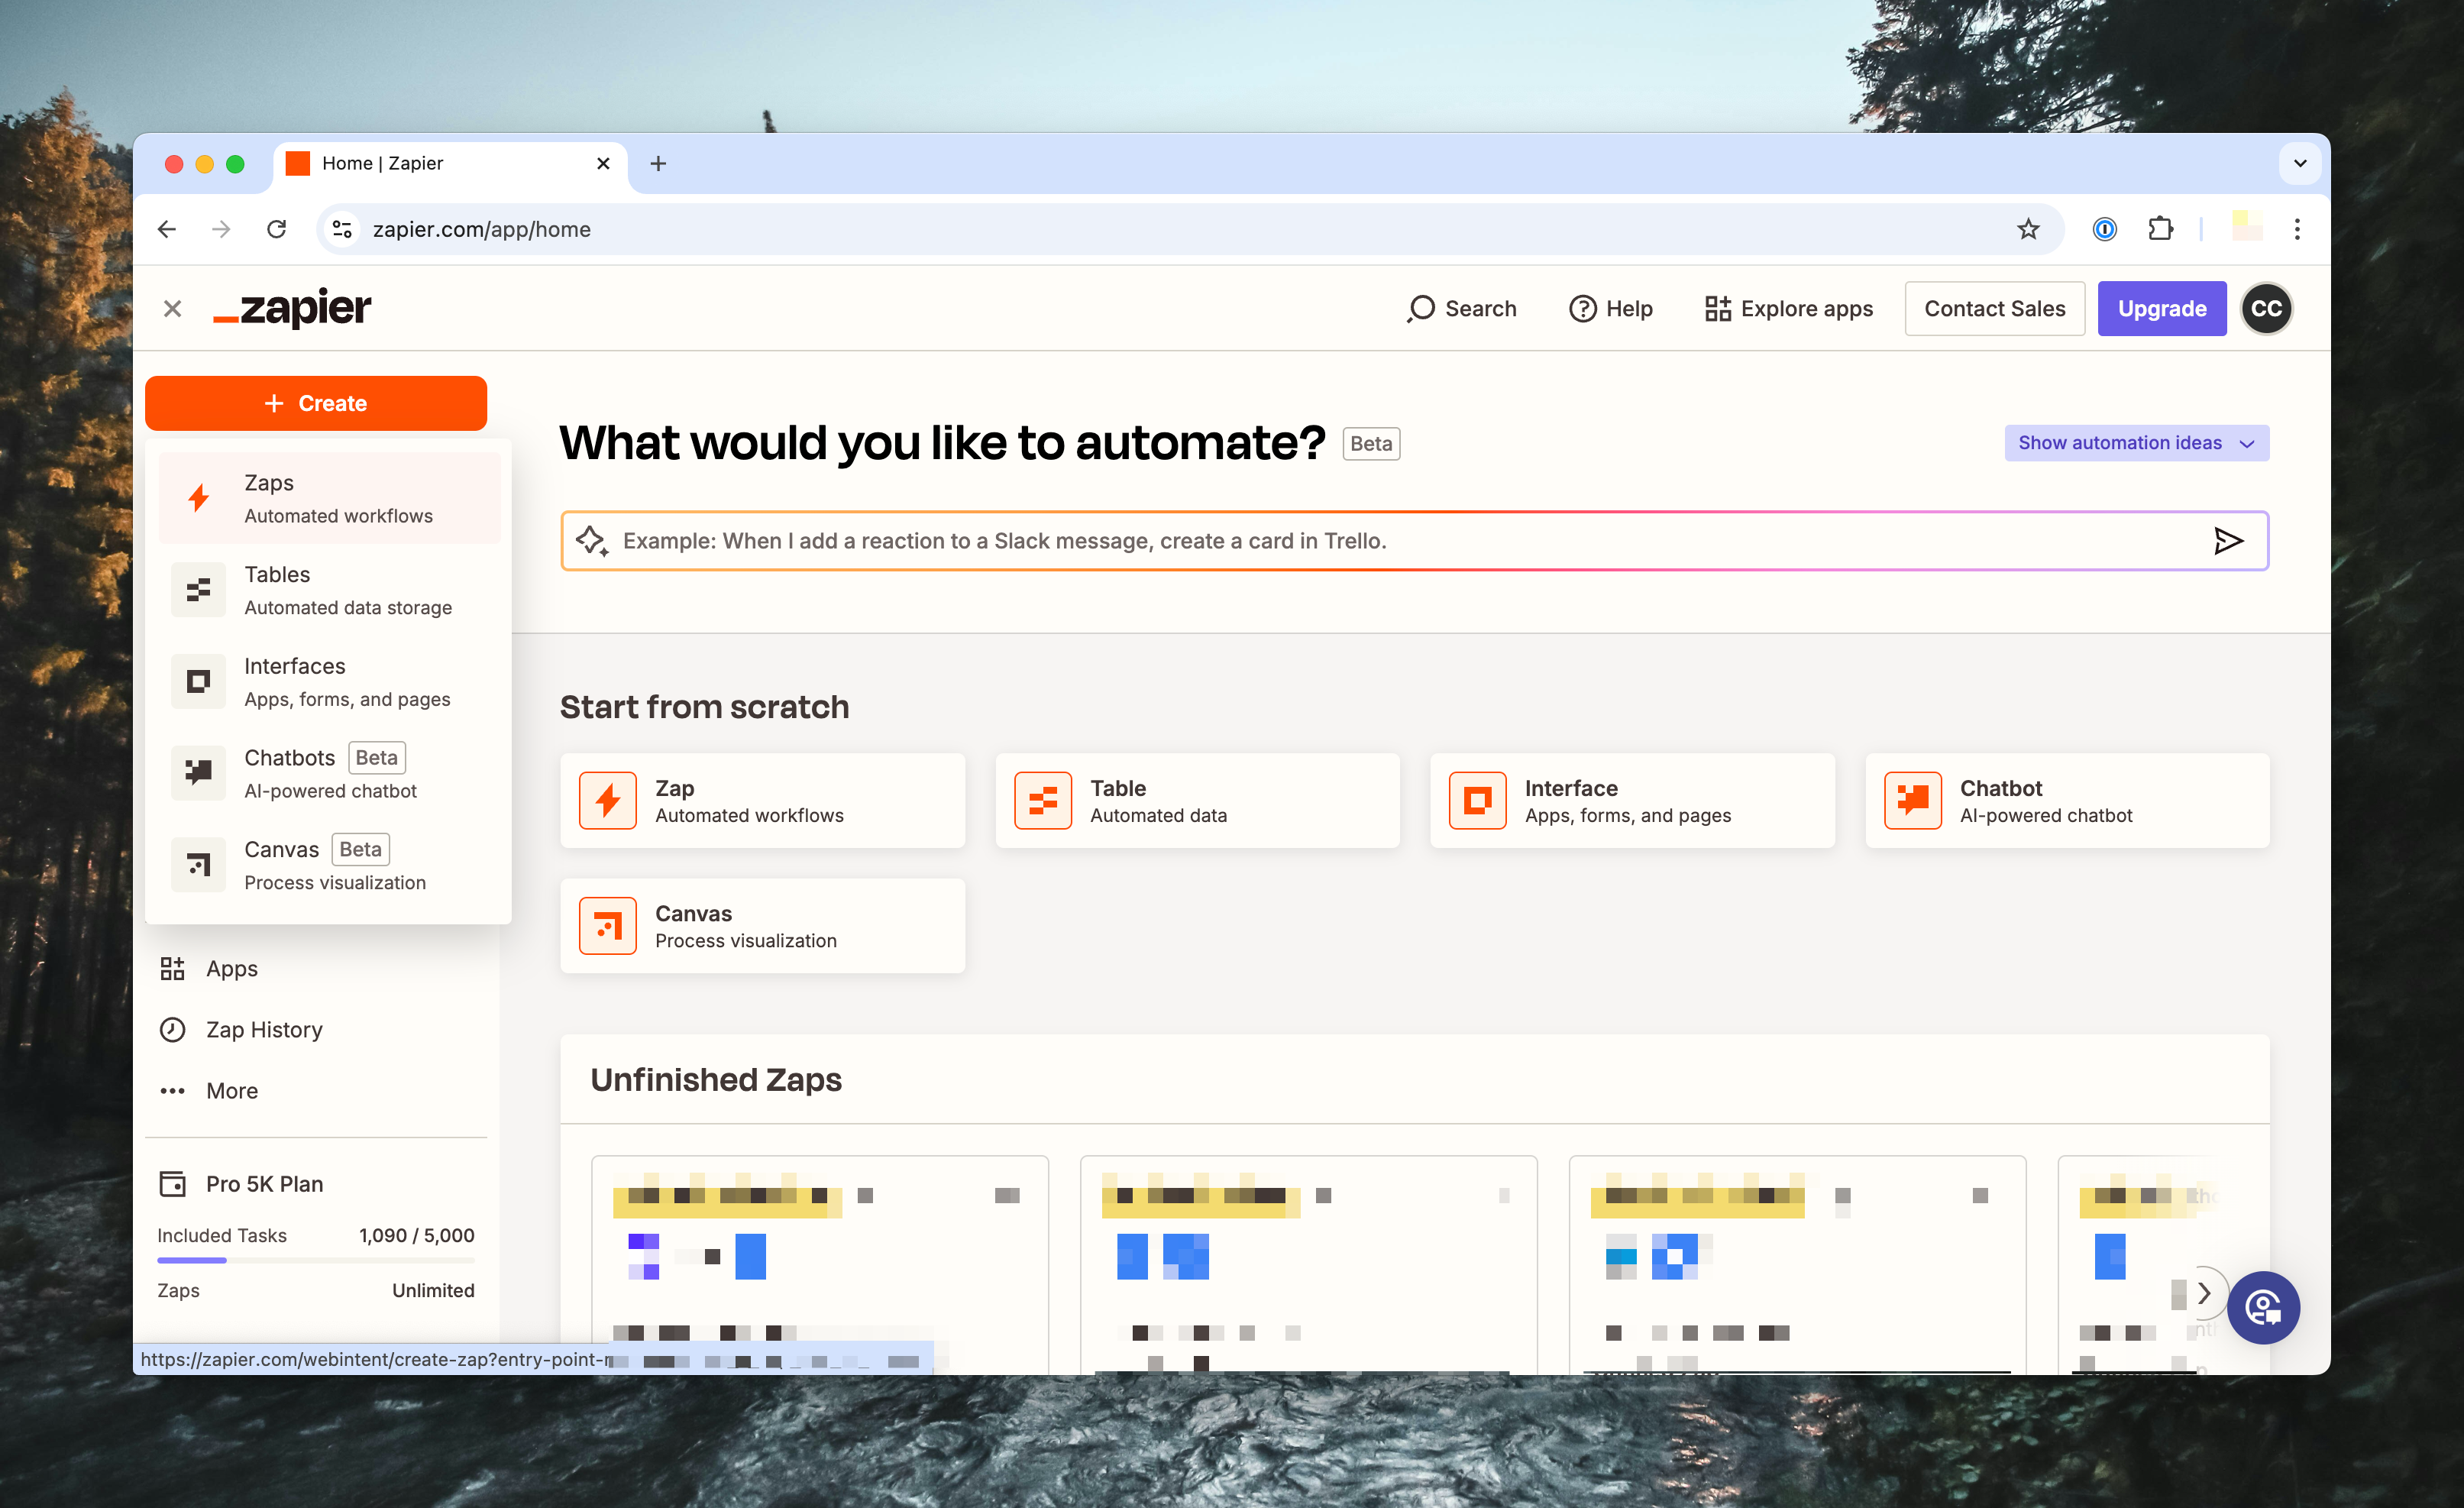 Home | Zapier
zapier.com/app/home
zapier
Search
Help
Explore apps
Contact Sales
Upgrade
CC
+ Create
Zaps
Automated workflows
Tables
Automated data storage
Interfaces
Apps, forms, and pages
Chatbots Beta
AI-powered chatbot
Canvas Beta
Process visualization
Apps
Zap History
More
Pro 5K Plan
Included Tasks 1,090 / 5,000
Zaps Unlimited
https://zapier.com/webintent/create-zap?entry-point-
What would you like to automate? Beta
Show automation ideas
Example: When I add a reaction to a Slack message, create a card in Trello.
Start from scratch
Zap
Automated workflows
Table
Automated data
Interface
Apps, forms, and pages
Chatbot
AI-powered chatbot
Canvas
Process visualization
Unfinished Zaps